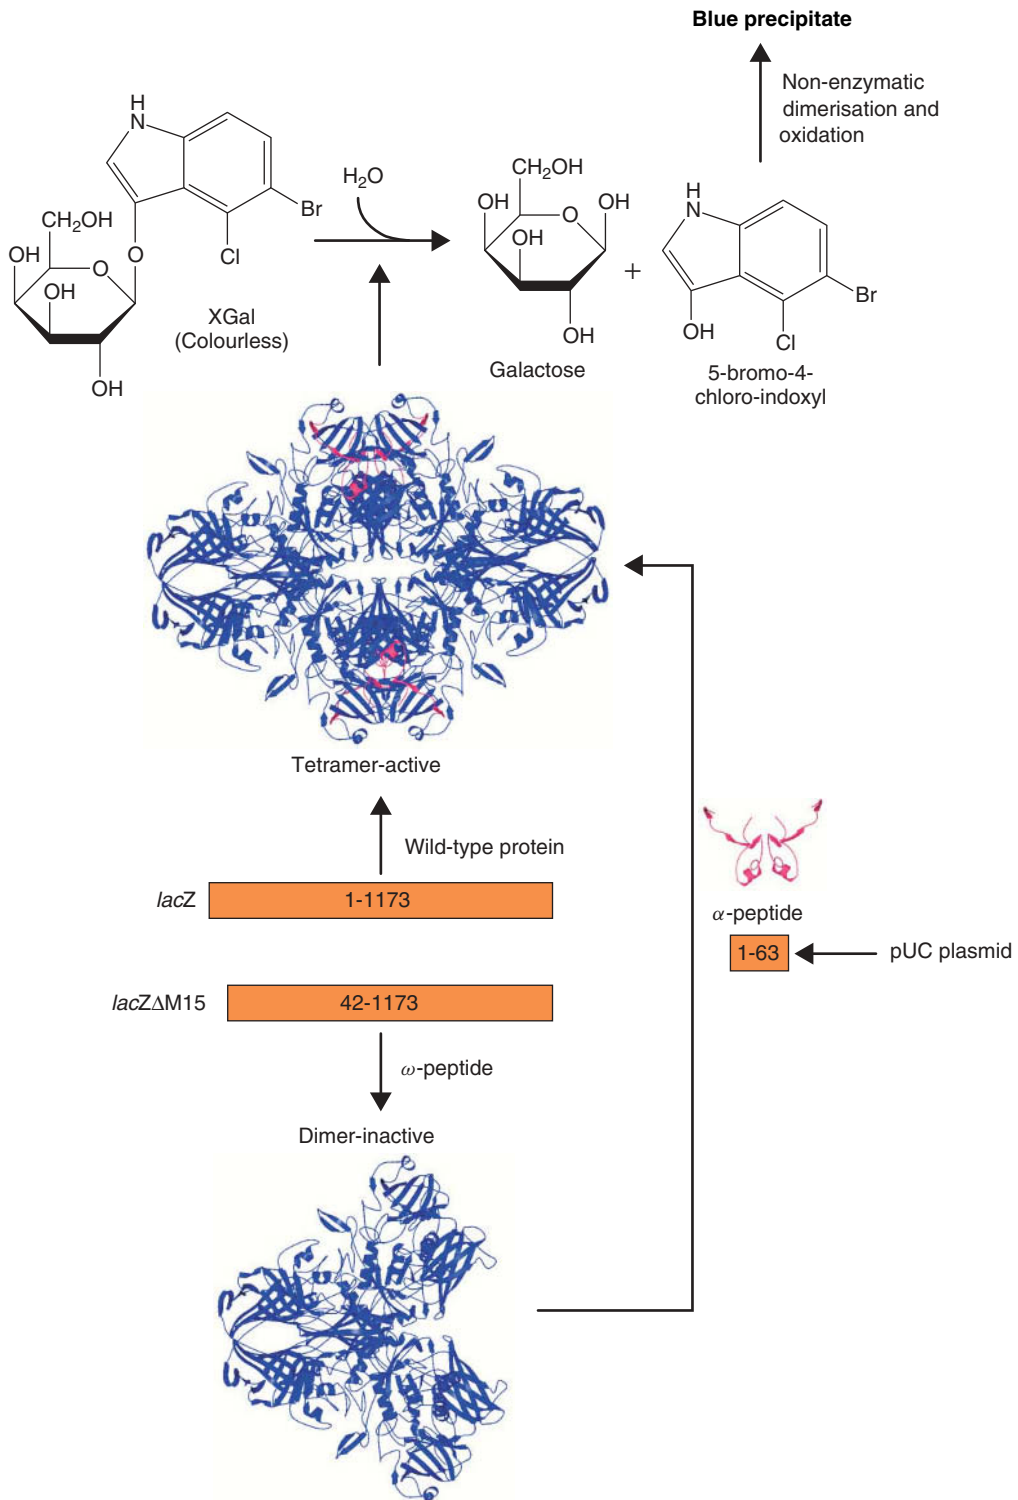 Blue precipitate
Non-enzymatic
dimerisation and
oxidation
H
N
Br
Cl
O
CH₂OH
OH
O
OH
OH
XGal
(Colourless)
H₂O
CH₂OH
OH
O
OH
OH
OH
Galactose
+
H
N
Br
OH
Cl
5-bromo-4-
chloro-indoxyl
Tetramer-active
Wild-type protein
lacZ
1-1173
α-peptide
1-63
pUC plasmid
lacZΔM15
42-1173
ω-peptide
Dimer-inactive